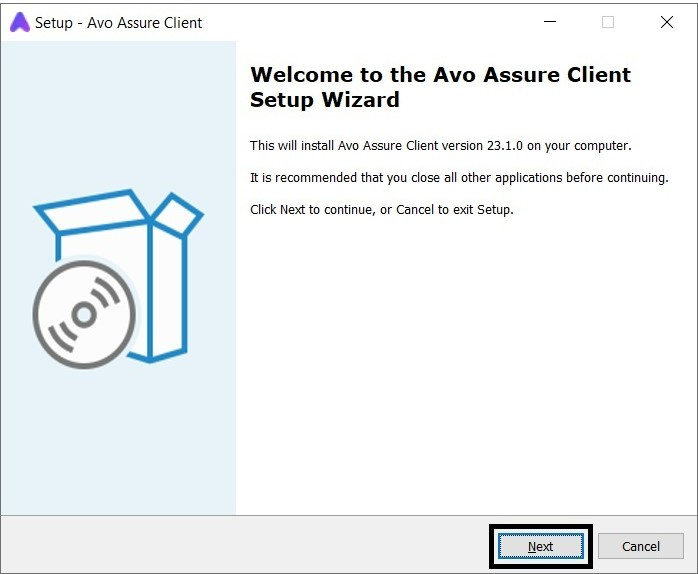 Setup - Avo Assure Client
Welcome to the Avo Assure Client
Setup Wizard
This will install Avo Assure Client version 23.1.0 on your computer.
It is recommended that you close all other applications before continuing.
Click Next to continue, or Cancel to exit Setup.
Next
Cancel